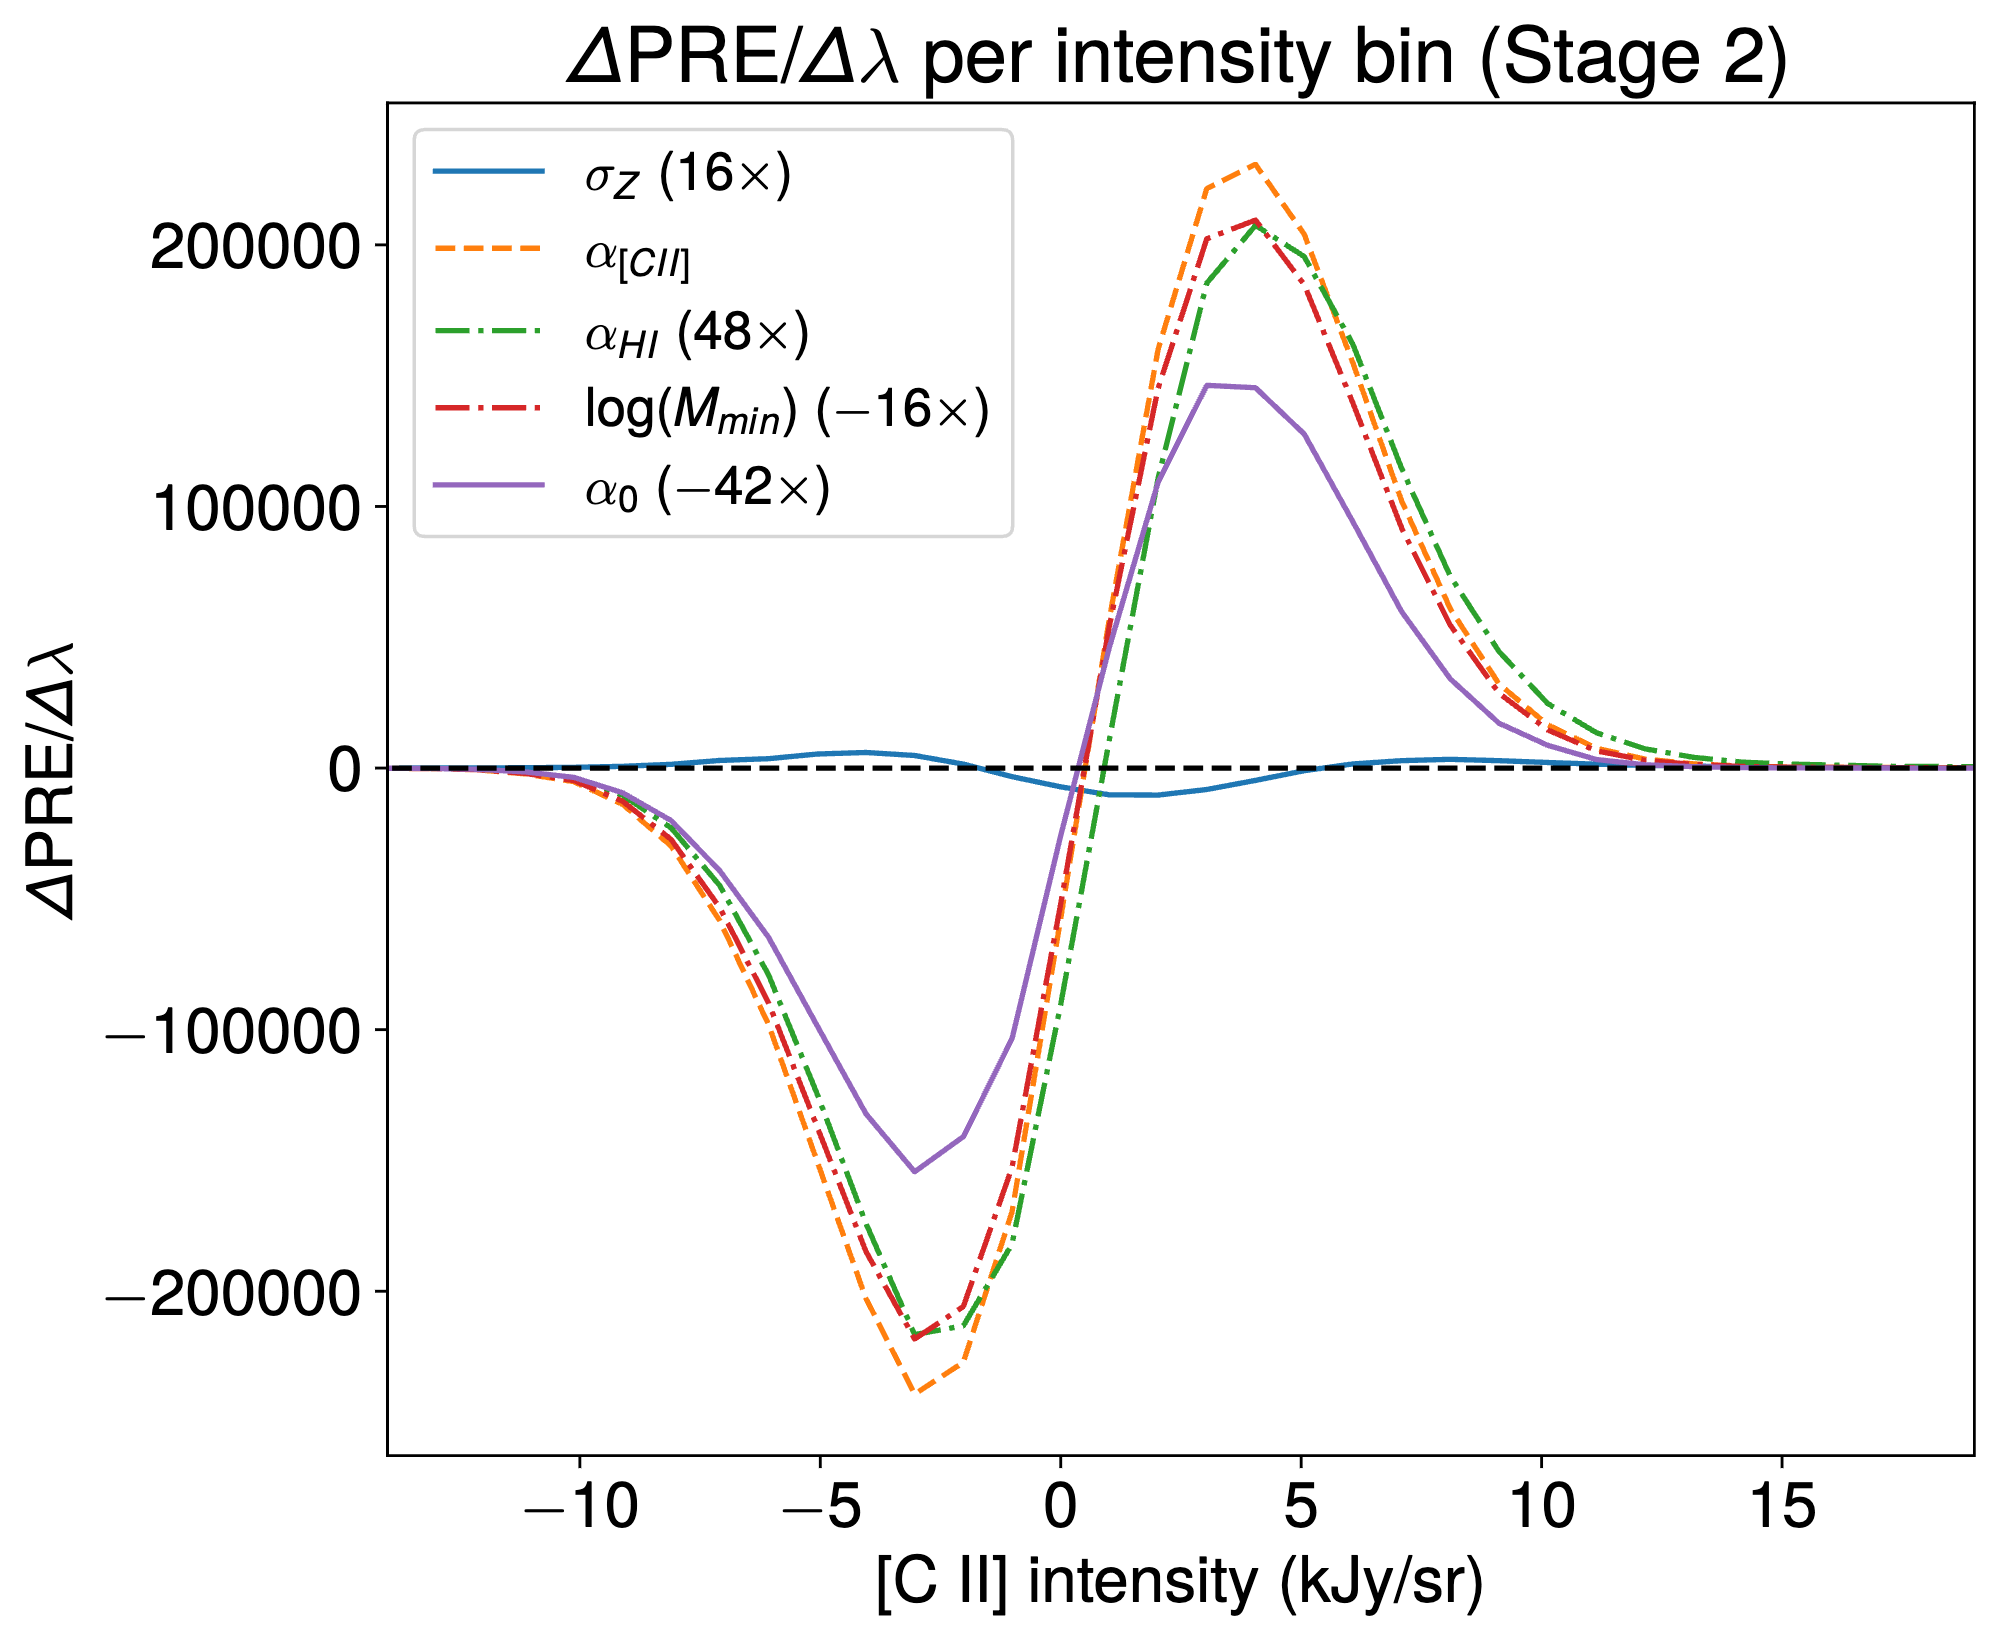 ΔPRE/Δλ per intensity bin (Stage 2)
σ_Z (16×)
α_[CII]
α_HI (48×)
log(M_min) (−16×)
α_0 (−42×)
ΔPRE/Δλ
200000
100000
0
−100000
−200000
−10 −5 0 5 10 15
[C II] intensity (kJy/sr)